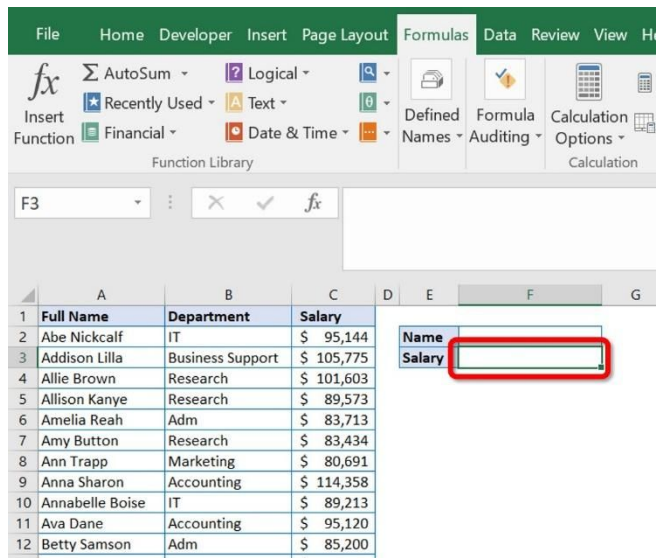 File Home Developer Insert Page Layout Formulas Data Review View
fx Σ AutoSum ? Logical
Recently Used A Text
Insert Function Financial Date & Time
Defined Names Formula Auditing Calculation Options
Function Library Calculation
F3 fx
A B C D E F G
1 Full Name Department Salary
2 Abe Nickcalf IT $ 95,144 Name
3 Addison Lilla Business Support $ 105,775 Salary
4 Allie Brown Research $ 101,603
5 Allison Kanye Research $ 89,573
6 Amelia Reah Adm $ 83,713
7 Amy Button Research $ 83,434
8 Ann Trapp Marketing $ 80,691
9 Anna Sharon Accounting $ 114,358
10 Annabelle Boise IT $ 89,213
11 Ava Dane Accounting $ 95,120
12 Betty Samson Adm $ 85,200